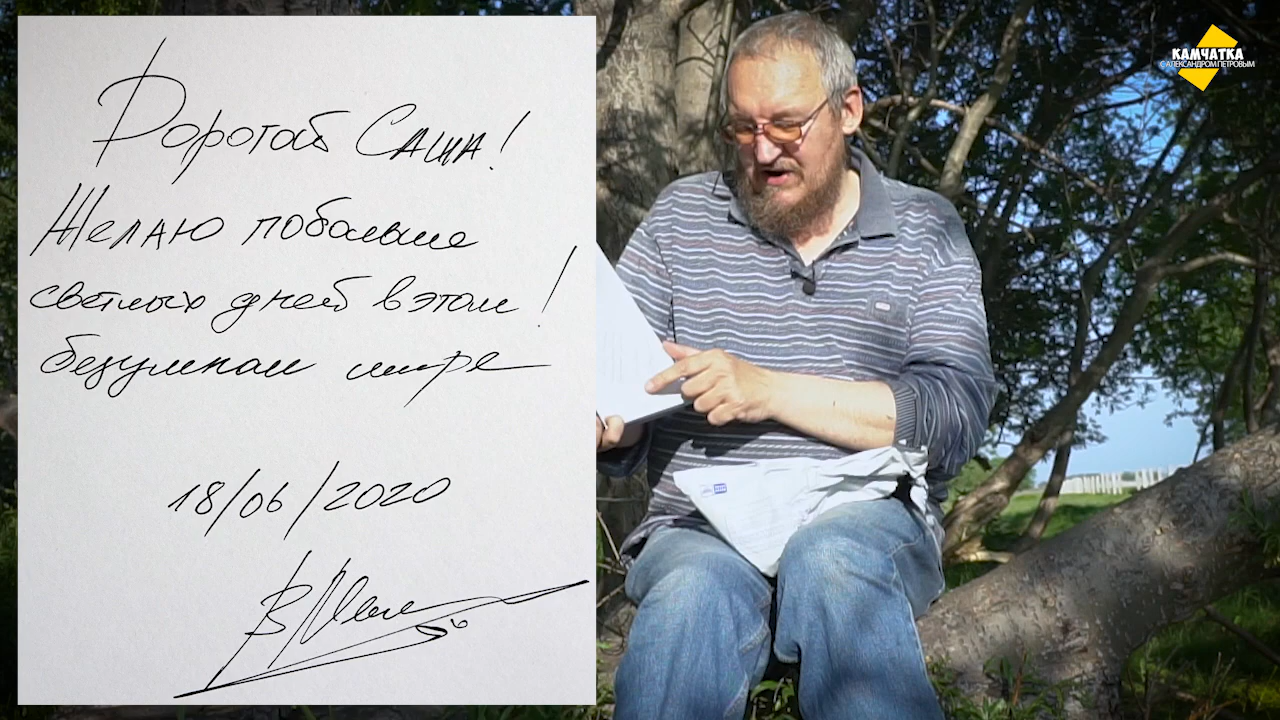 Дорогой Саша!
Желаю побольше
светлых дней в этом !
безумном мире
18/06/2020
КАМЧАТКА
С АЛЕКСАНДРОМ ПЕТРОВЫМ